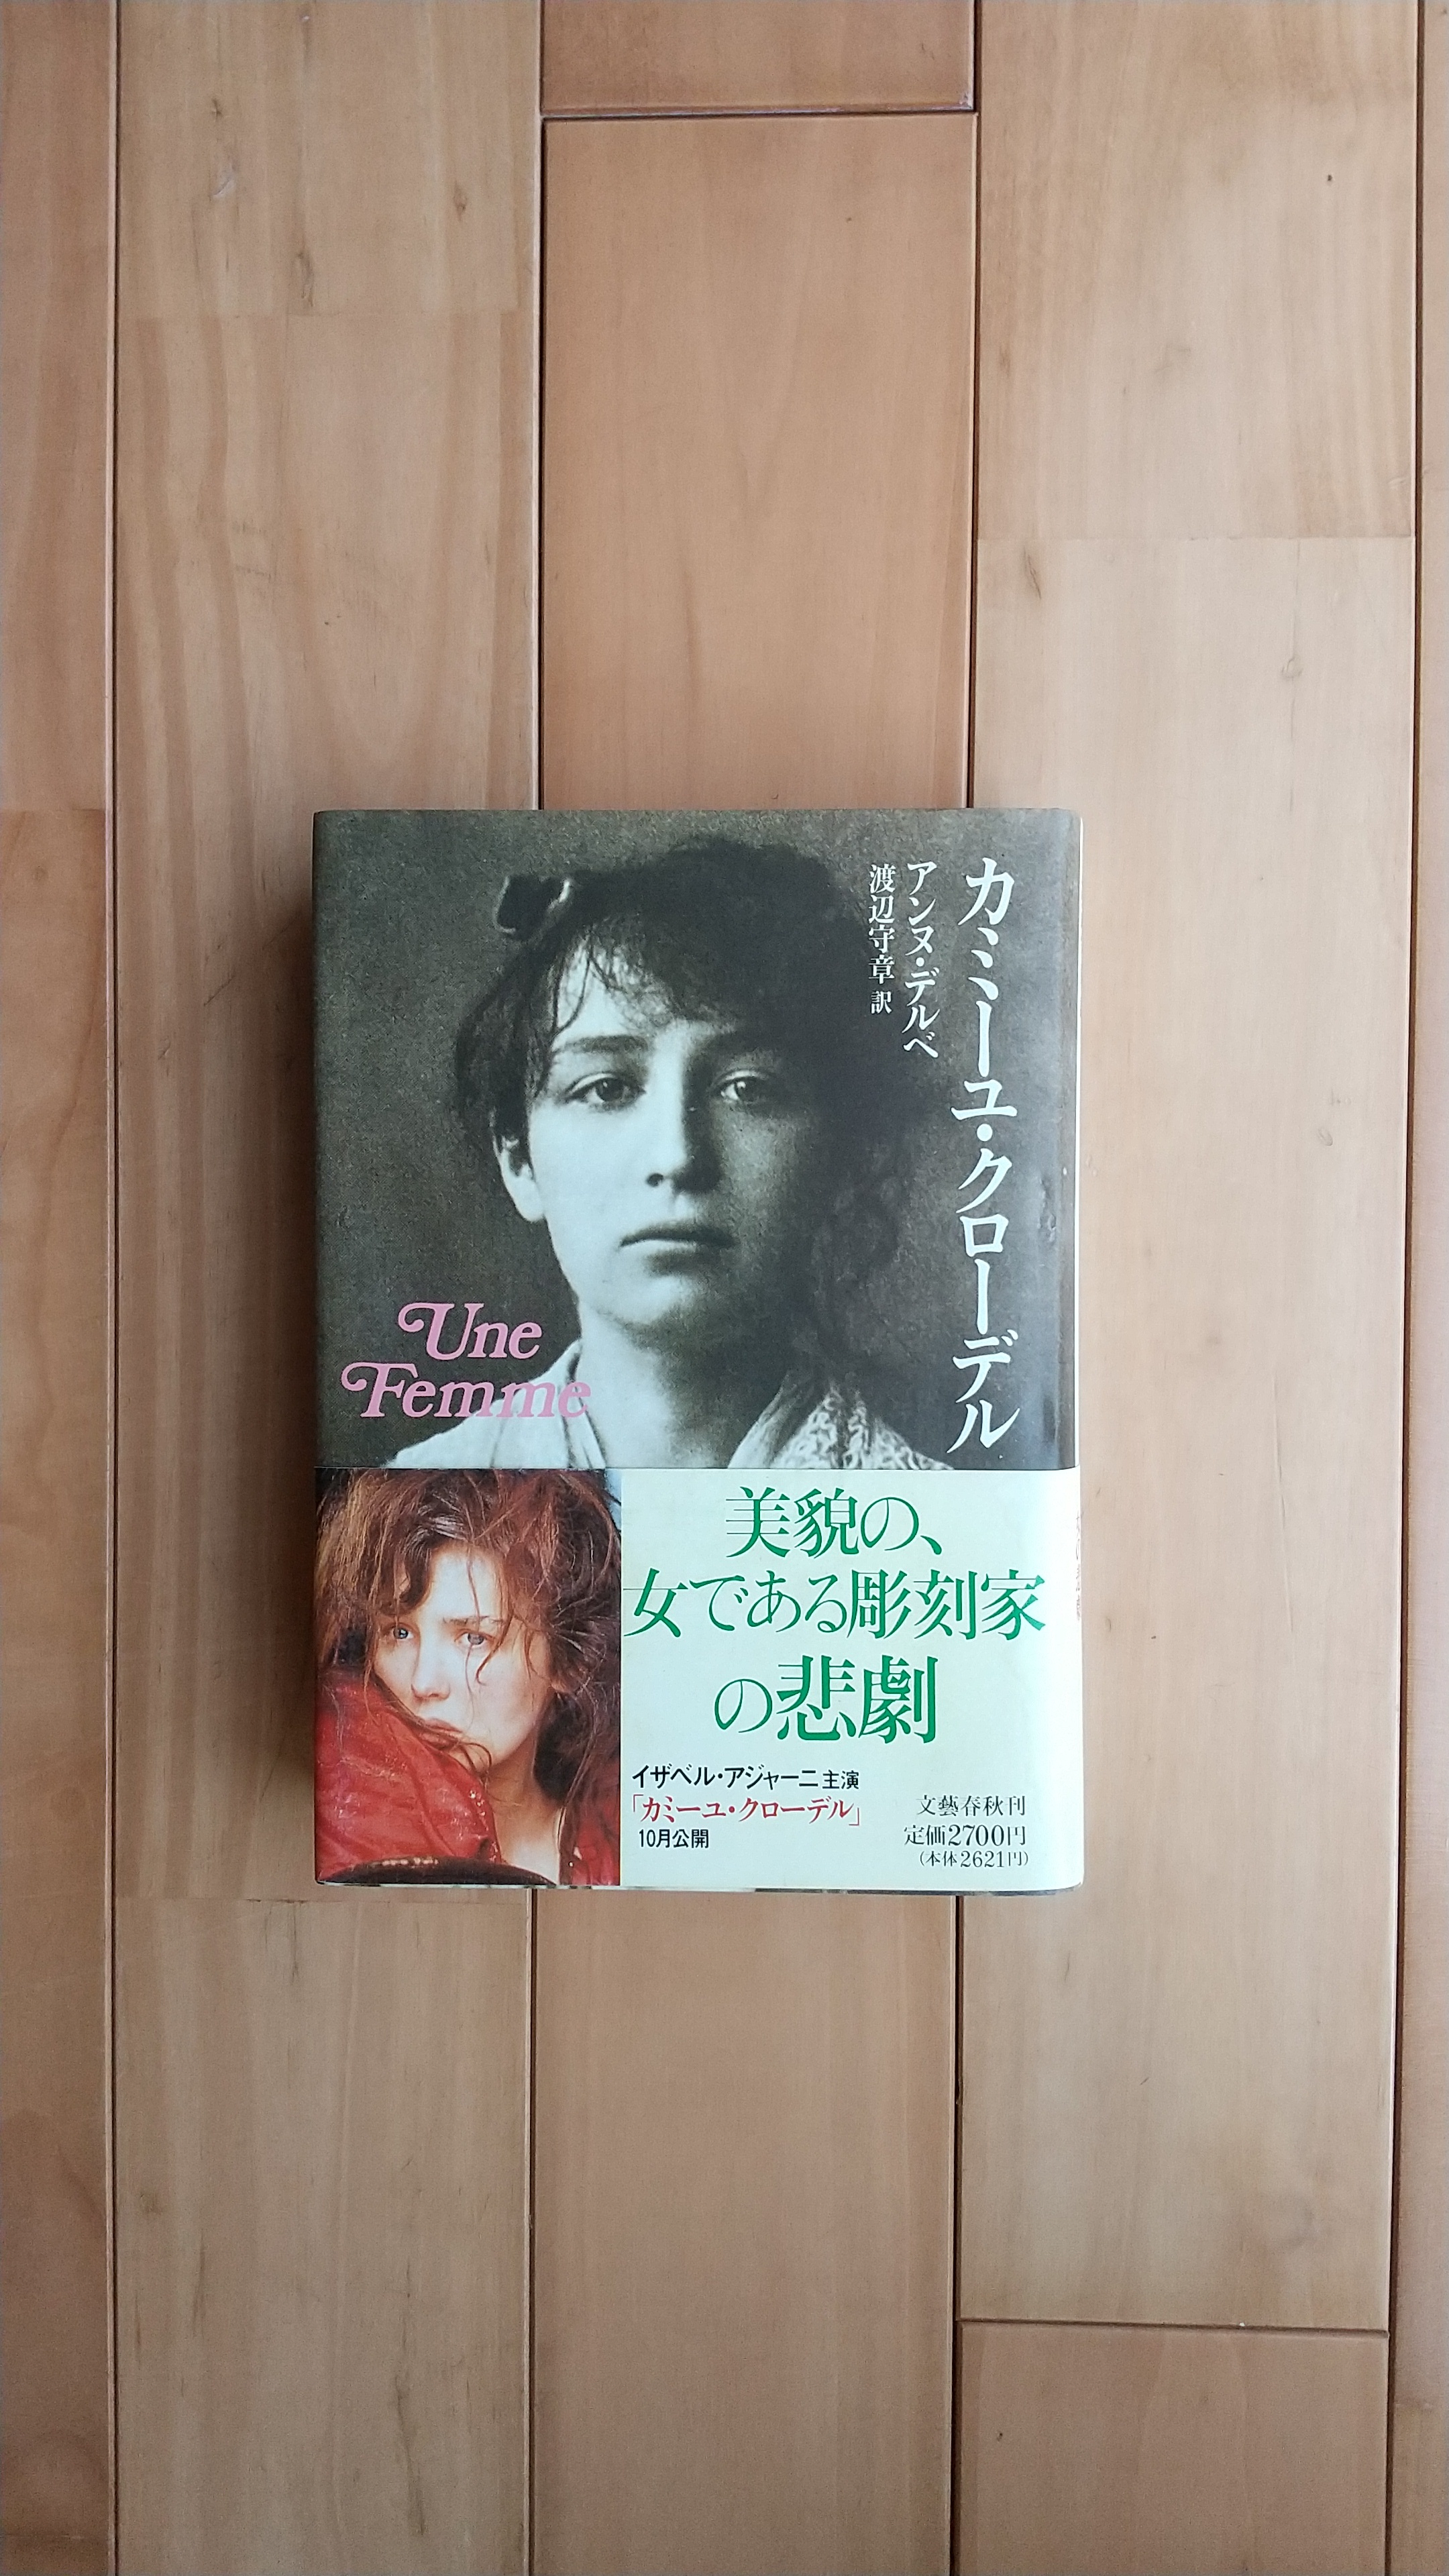 カミーユ・クローデル
アンヌ・デルベ
渡辺守章 訳
Une
Femme
美貌の、
女である彫刻家
の悲劇
イザベル・アジャーニ主演
「カミーユ・クローデル」
10月公開
文藝春秋刊
定価2700円
（本体2621円）